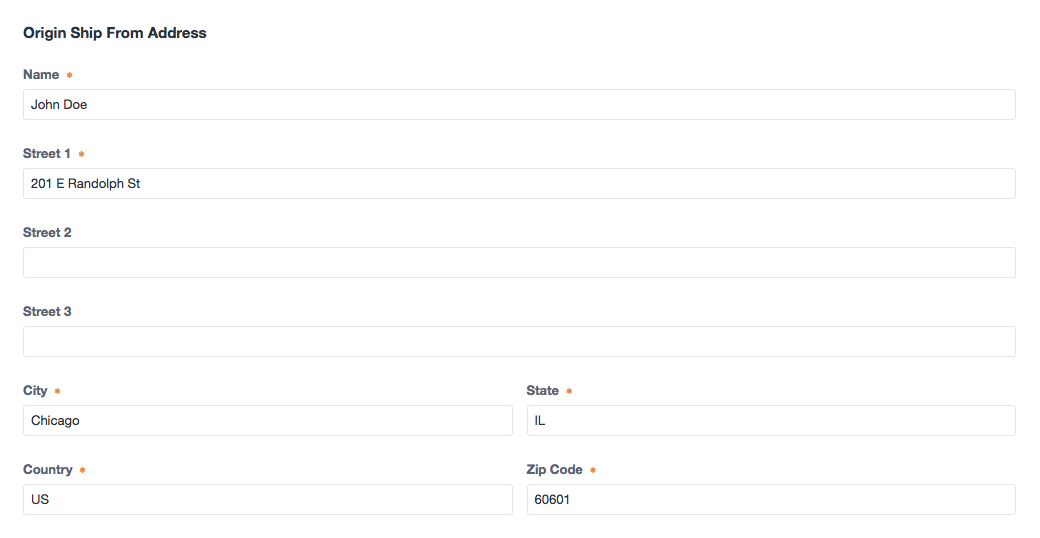 Origin Ship From Address
Name *
John Doe
Street 1 *
201 E Randolph St
Street 2
Street 3
City * State *
Chicago IL
Country * Zip Code *
US 60601